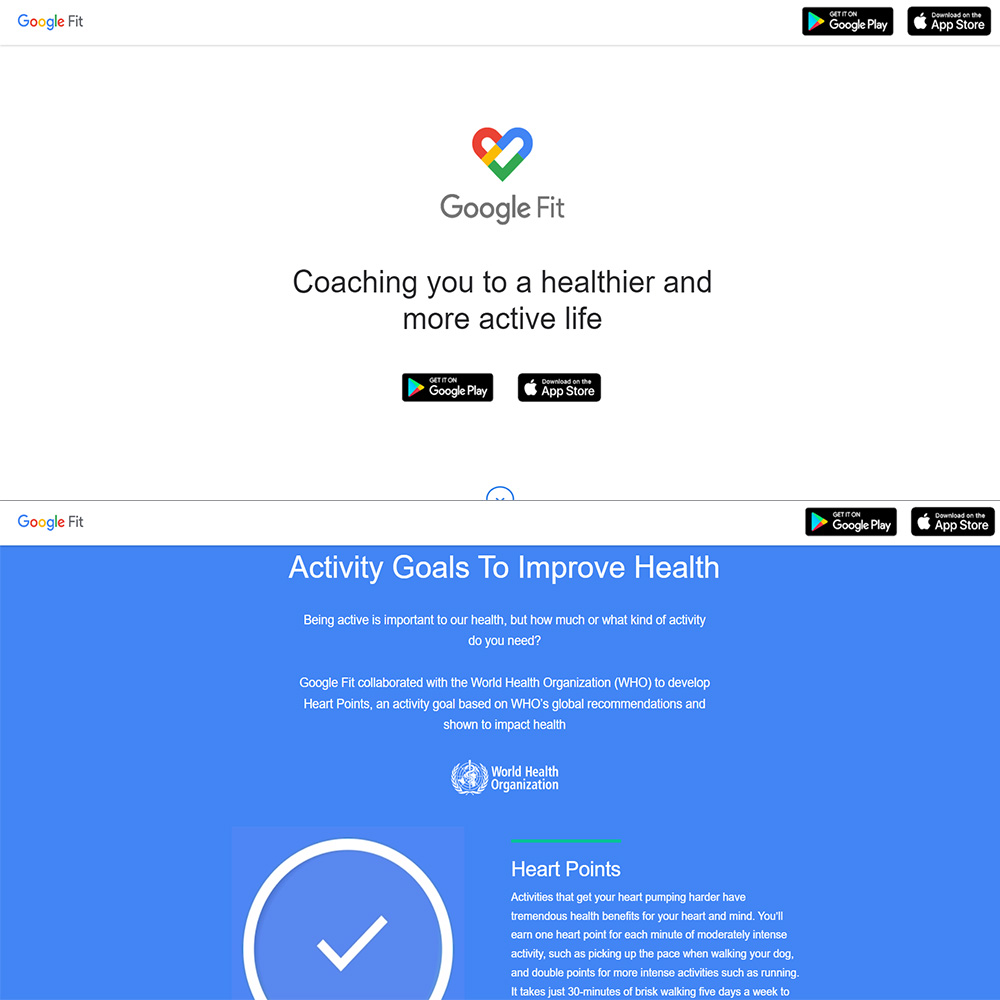 Google Fit
GET IT ON
Google Play
Download on the
App Store
Google Fit
Coaching you to a healthier and
more active life
GET IT ON
Google Play
Download on the
App Store
Google Fit
GET IT ON
Google Play
Download on the
App Store
Activity Goals To Improve Health
Being active is important to our health, but how much or what kind of activity
do you need?
Google Fit collaborated with the World Health Organization (WHO) to develop
Heart Points, an activity goal based on WHO's global recommendations and
shown to impact health
World Health
Organization
Heart Points
Activities that get your heart pumping harder have
tremendous health benefits for your heart and mind. You'll
earn one heart point for each minute of moderately intense
activity, such as picking up the pace when walking your dog,
and double points for more intense activities such as running.
It takes just 30-minutes of brisk walking five days a week to